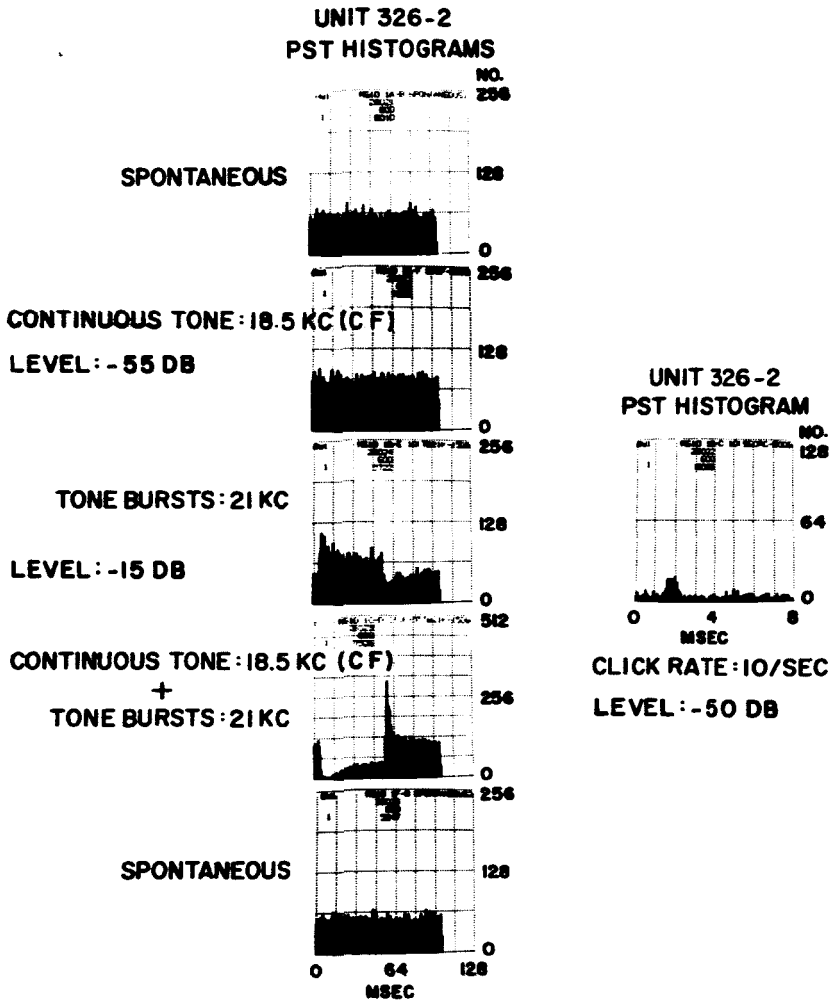 UNIT 326-2
PST HISTOGRAMS
NO.
256
SPONTANEOUS
128
0
256
CONTINUOUS TONE: 18.5 KC (CF)
128
LEVEL: -55 DB
0
256
TONE BURSTS: 21 KC
128
LEVEL: -15 DB
0
512
CONTINUOUS TONE: 18.5 KC (CF)
+
256
TONE BURSTS: 21 KC
0
256
SPONTANEOUS
128
0
0 64 128
MSEC
UNIT 326-2
PST HISTOGRAM
NO.
128
64
0
0 4 8
MSEC
CLICK RATE: 10/SEC
LEVEL: -50 DB